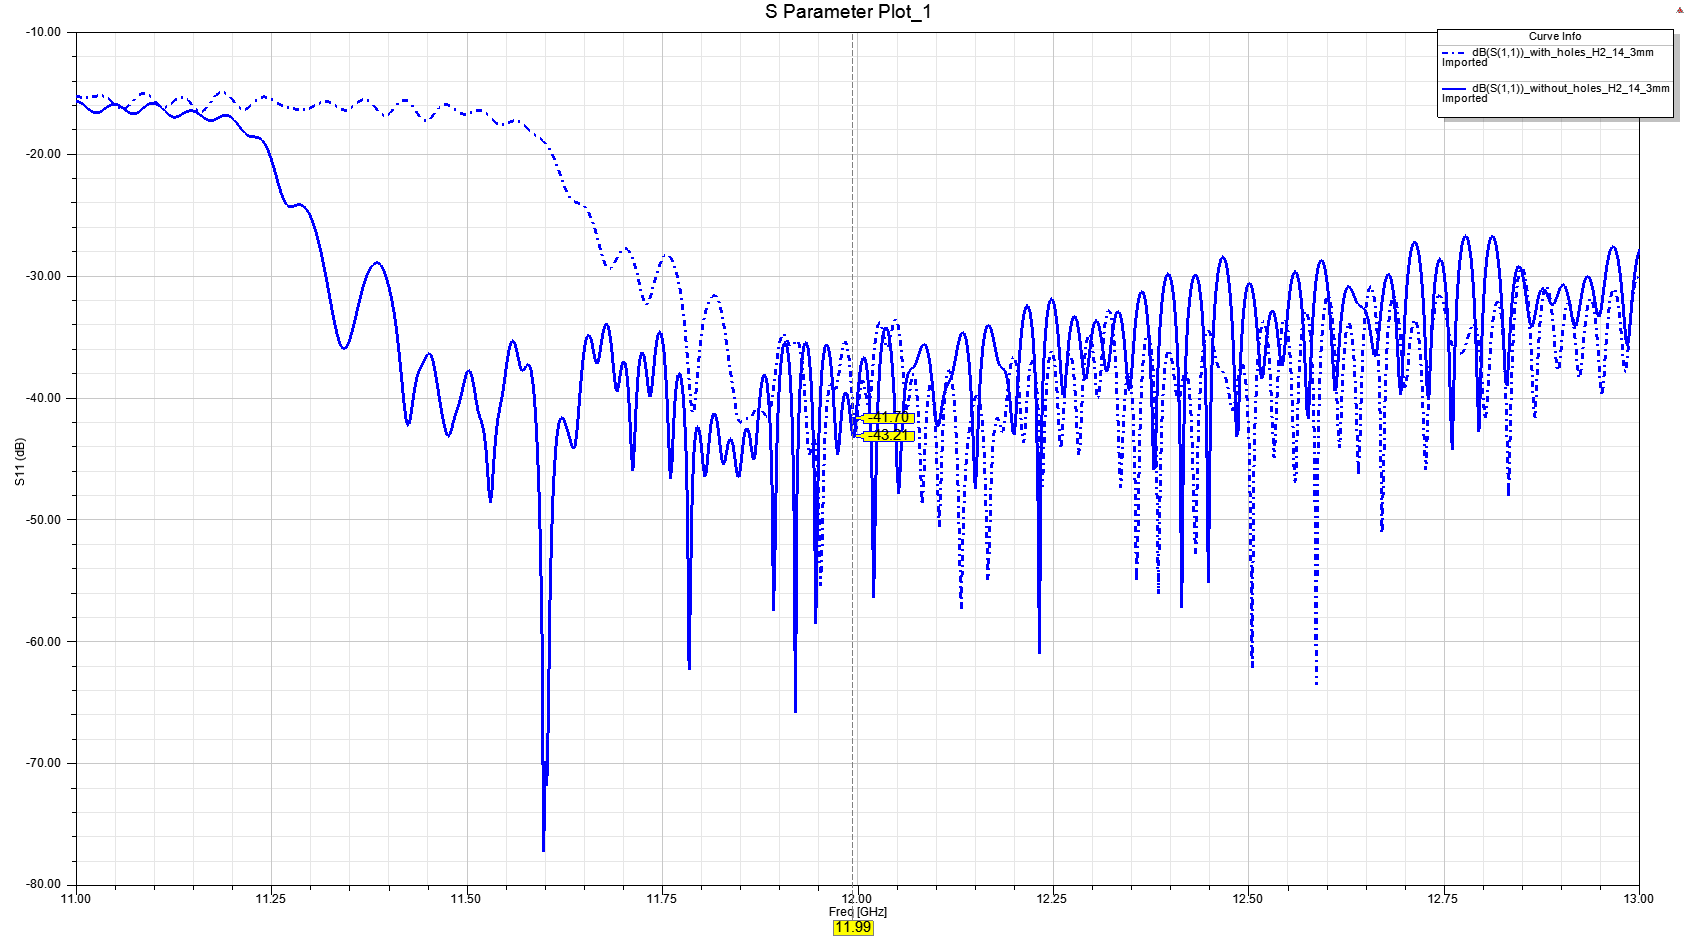 S Parameter Plot_1
Curve Info
dB(S(1,1))_with_holes_H2_14_3mm
Imported
dB(S(1,1))_without_holes_H2_14_3mm
Imported
-10.00
-20.00
-30.00
-40.00
-50.00
-60.00
-70.00
-80.00
S11 (dB)
-41.70
-43.21
11.00
11.25
11.50
11.75
12.00
12.25
12.50
12.75
13.00
Freq [GHz]
11.99